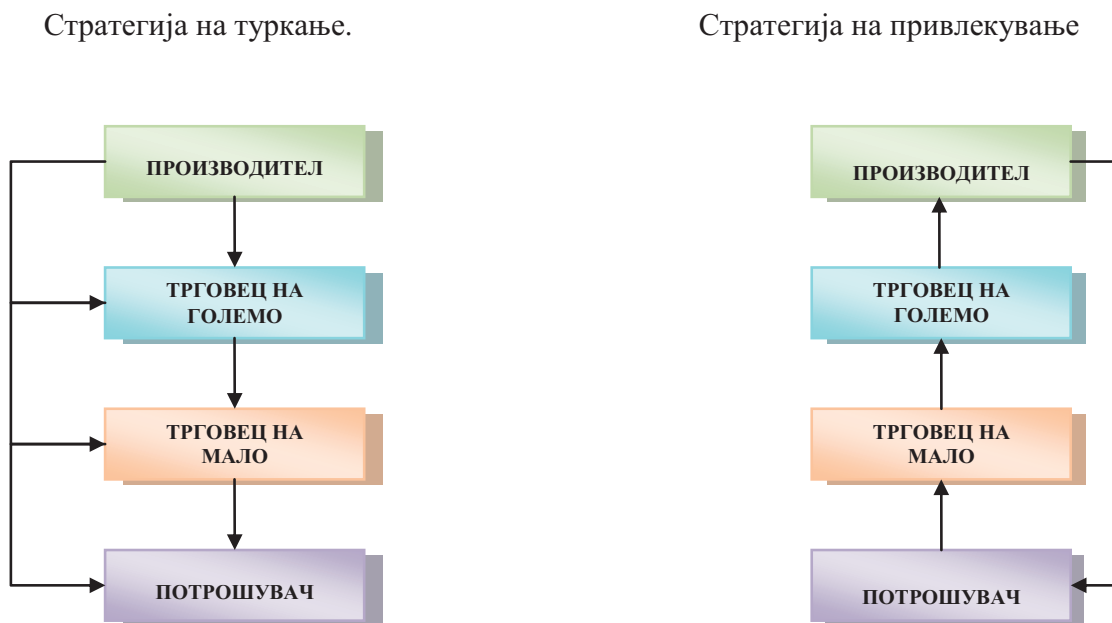 Стратегија на туркање.
Стратегија на привлекување
ПРОИЗВОДИТЕЛ
ТРГОВЕЦ НА
ГОЛЕМО
ТРГОВЕЦ НА
МАЛО
ПОТРОШУВАЧ
ПРОИЗВОДИТЕЛ
ТРГОВЕЦ НА
ГОЛЕМО
ТРГОВЕЦ НА
МАЛО
ПОТРОШУВАЧ